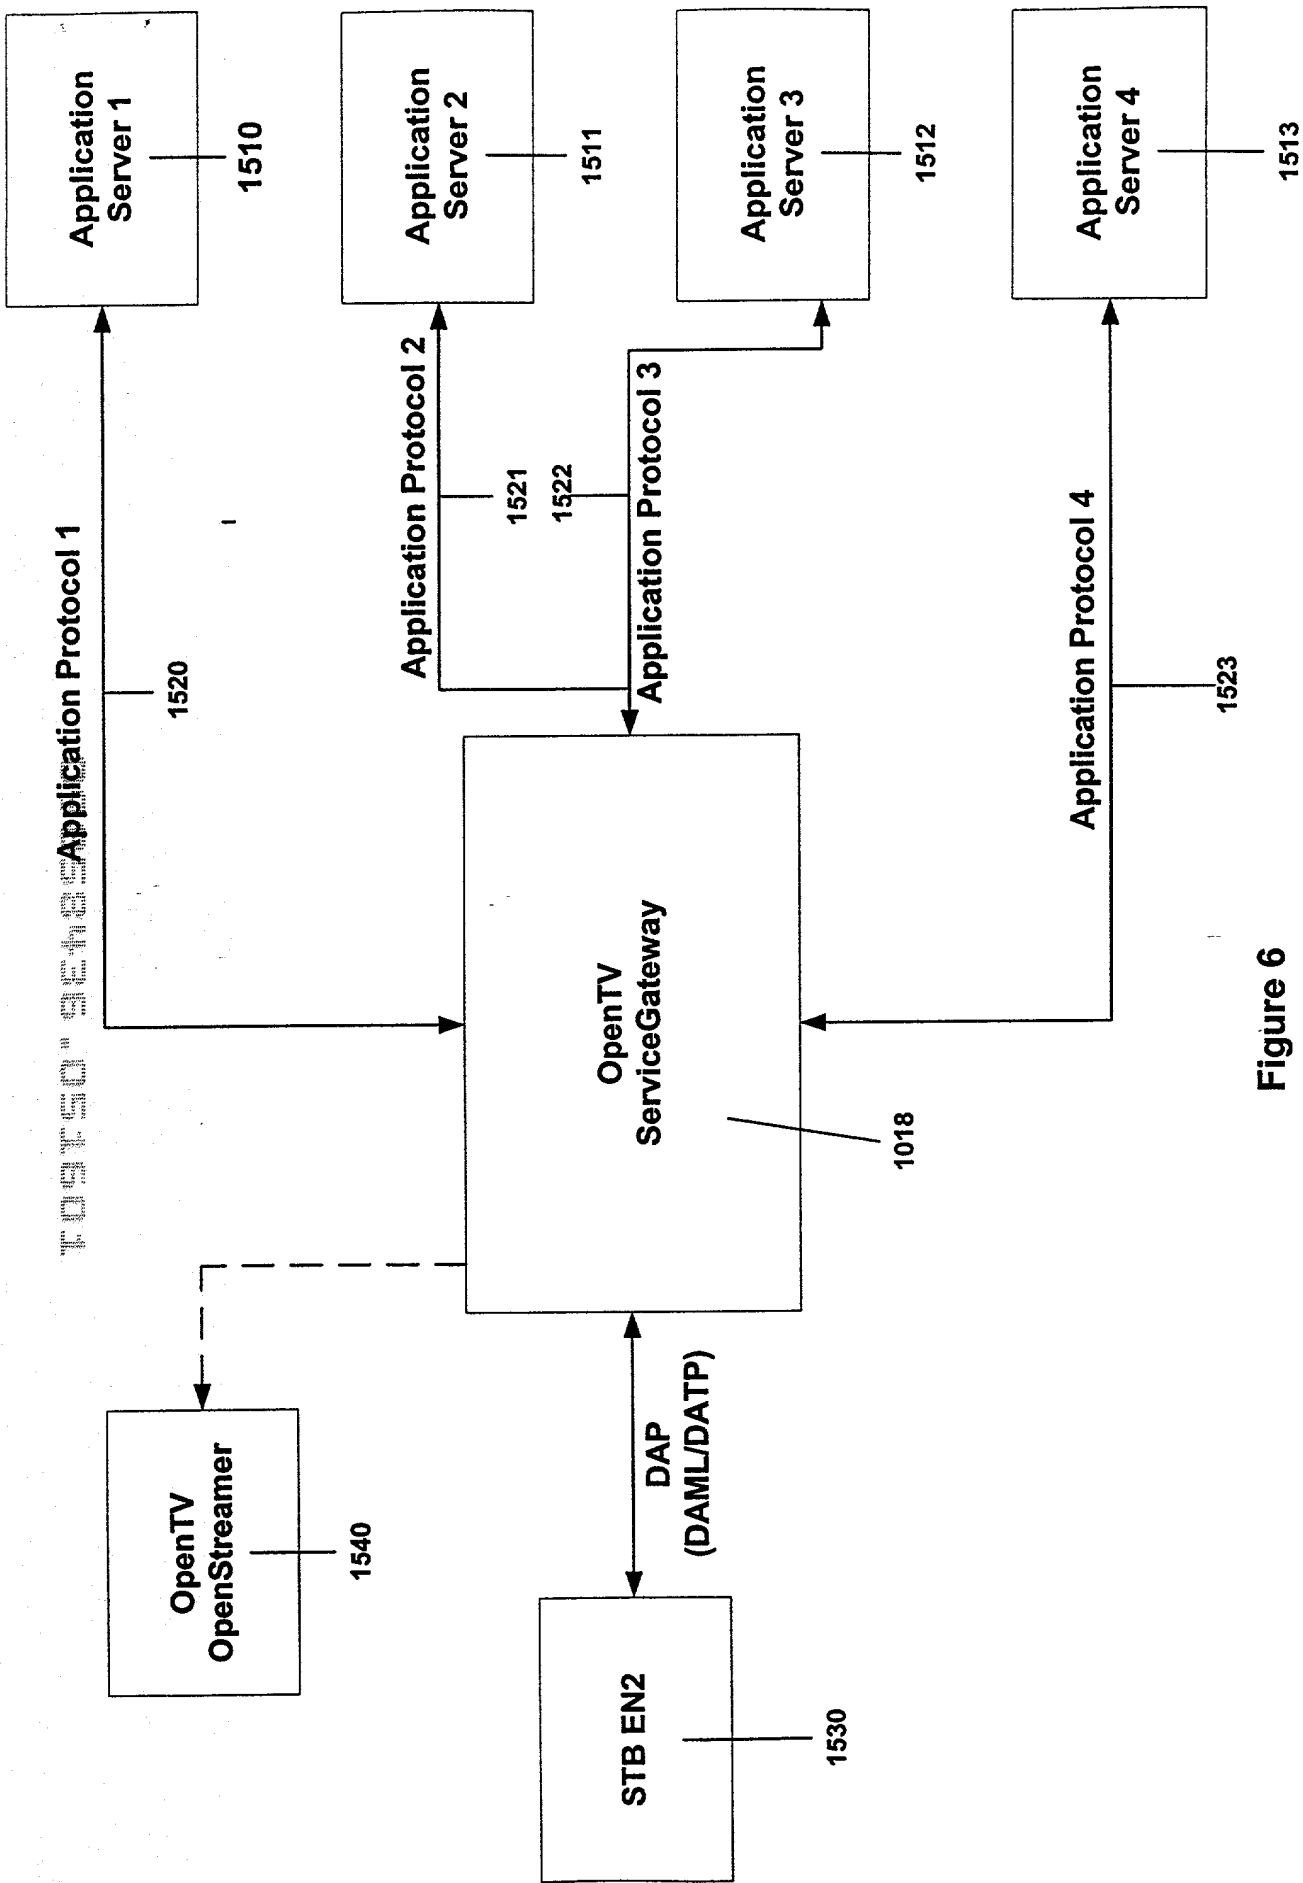 Application
Server 1
1510
Application
Server 2
1511
Application
Server 3
1512
Application
Server 4
1513
Application Protocol 1
1520
Application Protocol 2
1521
1522
Application Protocol 3
Application Protocol 4
1523
OpenTV
ServiceGateway
1018
OpenTV
OpenStreamer
1540
DAP
(DAML/DATP)
STB EN2
1530
Figure 6